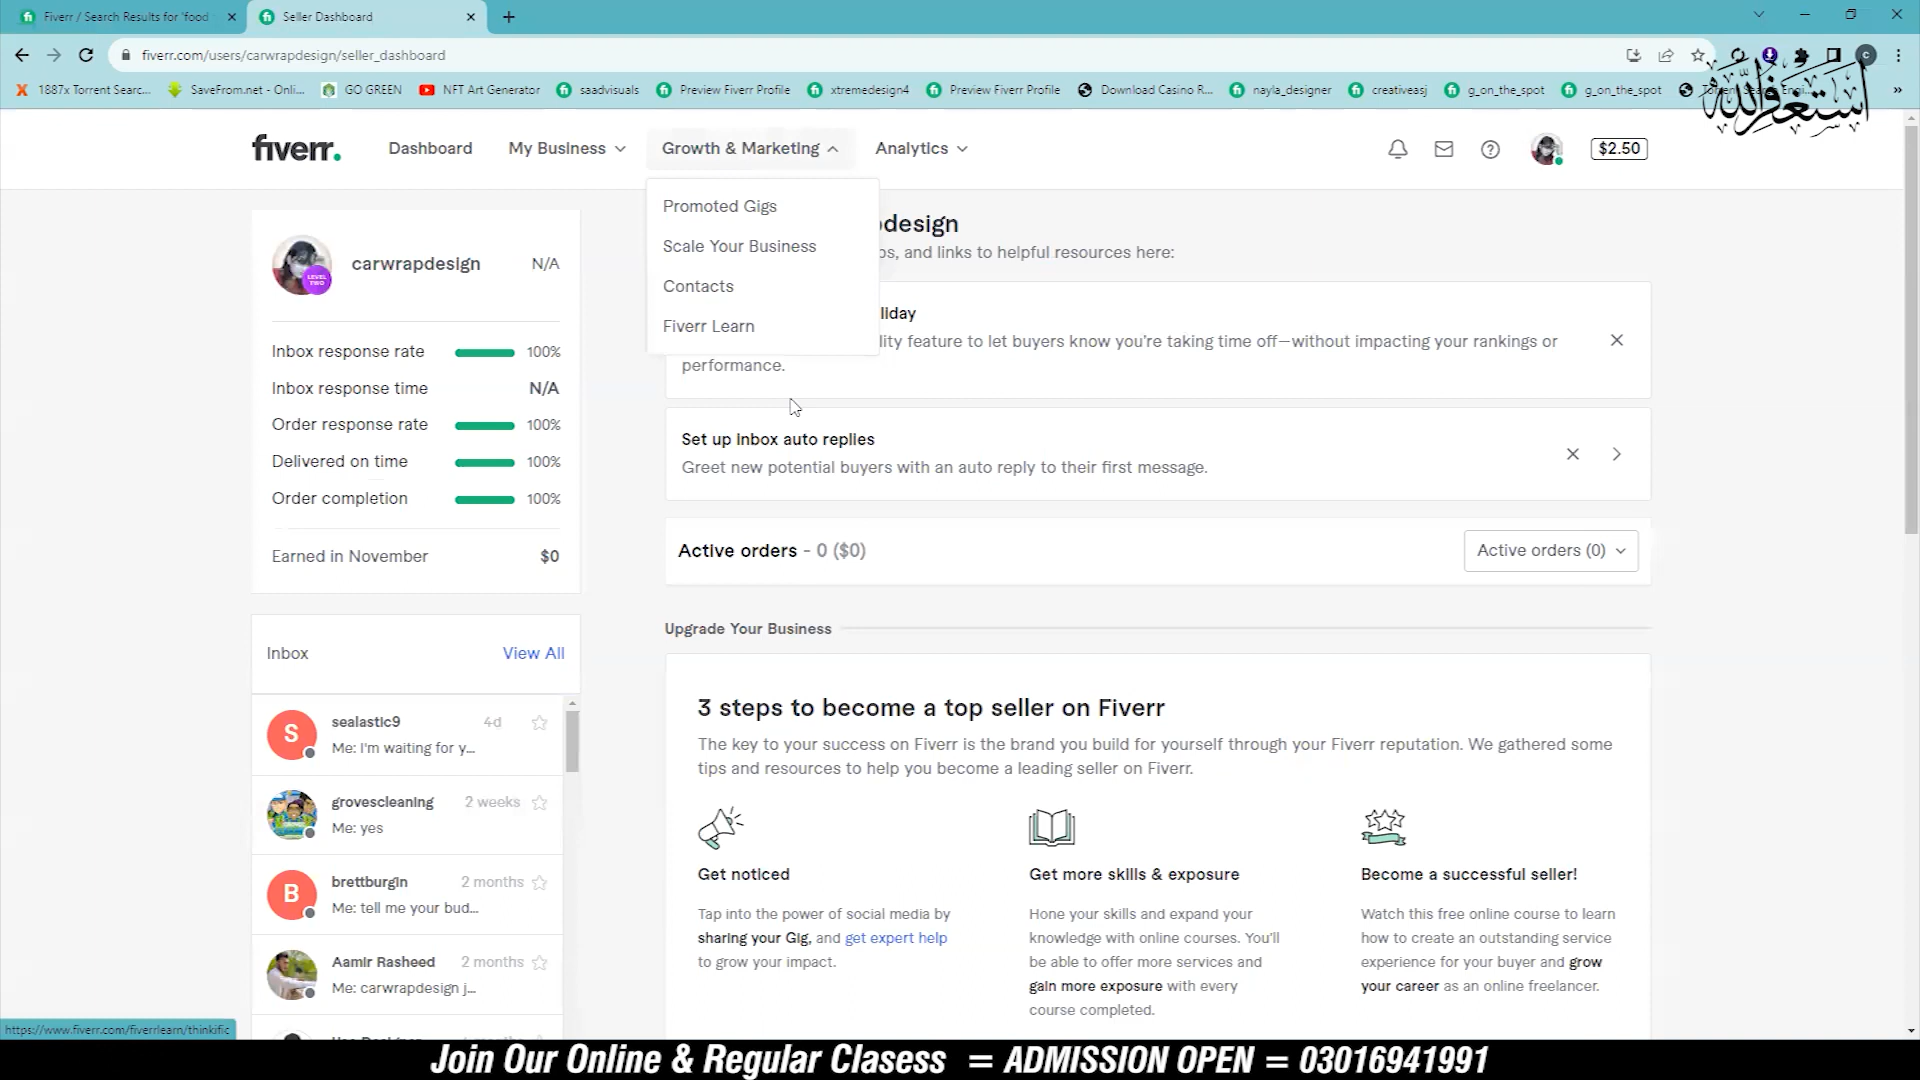 Fiverr / Search Results for 'food
Seller Dashboard
fiverr.com/users/carwrapdesign/seller_dashboard
1887x Torrent Searc...
SaveFrom.net - Onli...
GO GREEN
NFT Art Generator
saadvisuals
Preview Fiverr Profile
xtremedesign4
Preview Fiverr Profile
Download Casino R...
nayla_designer
creativeasj
g_on_the_spot
g_on_the_spot
أستغفر الله
fiverr.
Dashboard
My Business
Growth & Marketing
Analytics
$2.50
Promoted Gigs
Scale Your Business
Contacts
Fiverr Learn
carwrapdesign
N/A
LEVEL TWO
Inbox response rate
100%
Inbox response time
N/A
Order response rate
100%
Delivered on time
100%
Order completion
100%
Earned in November
$0
design
ps, and links to helpful resources here:
liday
lity feature to let buyers know you're taking time off—without impacting your rankings or
performance.
Set up inbox auto replies
Greet new potential buyers with an auto reply to their first message.
Active orders - 0 ($0)
Active orders (0)
Upgrade Your Business
Inbox
View All
S
sealastic9
4d
Me: I'm waiting for y...
grovescleaning
2 weeks
Me: yes
B
brettburgin
2 months
Me: tell me your bud...
Aamir Rasheed
2 months
Me: carwrapdesign j...
3 steps to become a top seller on Fiverr
The key to your success on Fiverr is the brand you build for yourself through your Fiverr reputation. We gathered some
tips and resources to help you become a leading seller on Fiverr.
Get noticed
Tap into the power of social media by
sharing your Gig, and get expert help
to grow your impact.
Get more skills & exposure
Hone your skills and expand your
knowledge with online courses. You'll
be able to offer more services and
gain more exposure with every
course completed.
Become a successful seller!
Watch this free online course to learn
how to create an outstanding service
experience for your buyer and grow
your career as an online freelancer.
https://www.fiverr.com/fiverrlearn/thinkific
Join Our Online & Regular Clasess = ADMISSION OPEN = 03016941991